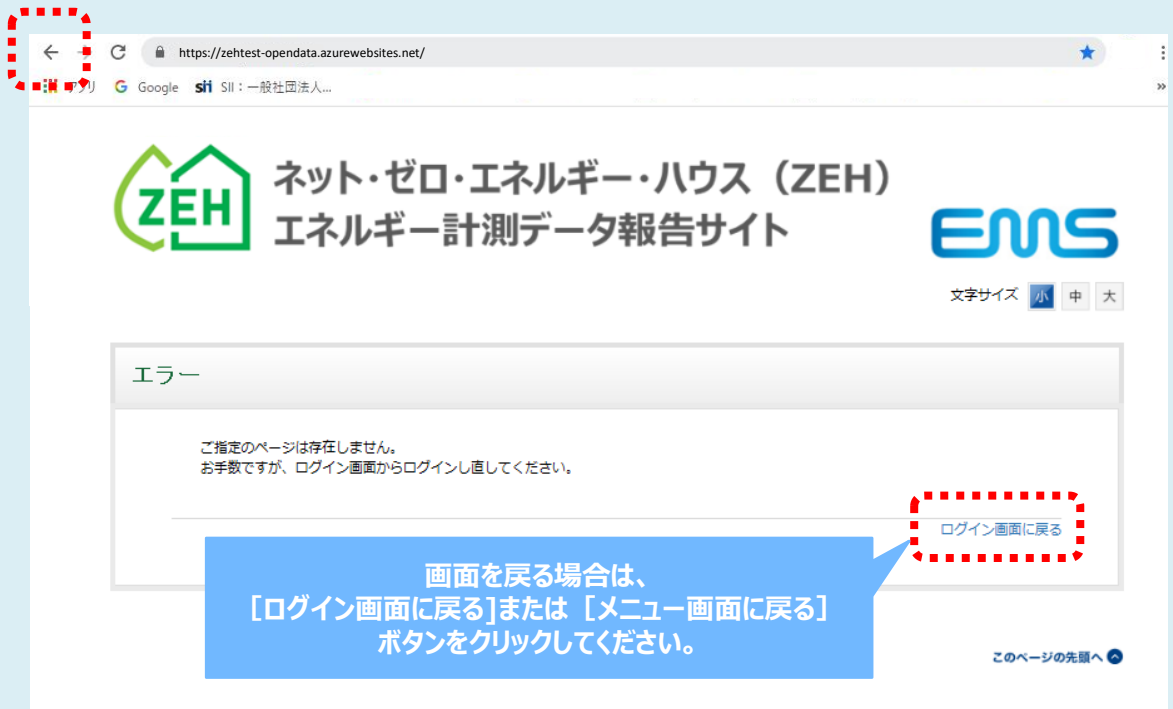 https://zehtest-opendata.azurewebsites.net/
アプリ Google sii SII：一般社団法人...
ZEH
ネット・ゼロ・エネルギー・ハウス（ZEH）
エネルギー計測データ報告サイト
EMS
文字サイズ 小 中 大
エラー
ご指定のページは存在しません。
お手数ですが、ログイン画面からログインし直してください。
ログイン画面に戻る
画面を戻る場合は、
［ログイン画面に戻る]または［メニュー画面に戻る］
ボタンをクリックしてください。
このページの先頭へ